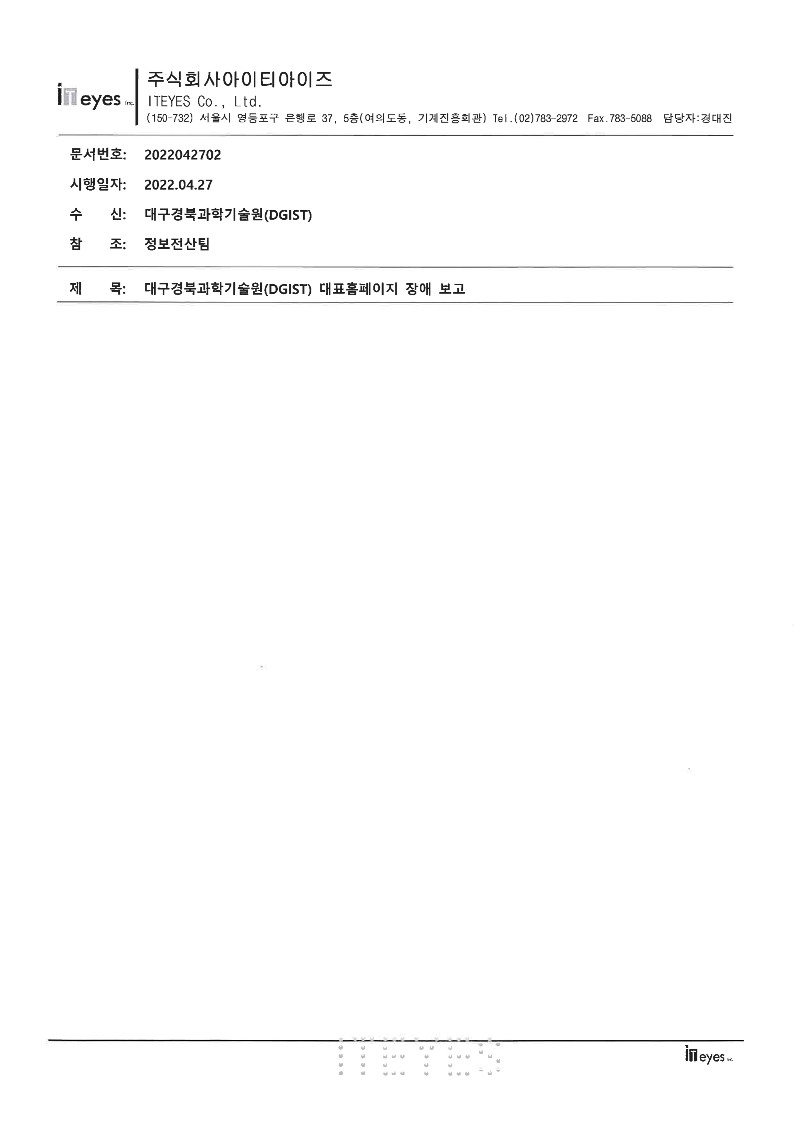 주식회사아이티아이즈
iTeyes inc.
ITEYES Co., Ltd.
(150-732) 서울시 영등포구 은행로 37, 5층(여의도동, 기계진흥회관) Tel.(02)783-2972 Fax.783-5088 담당자:경대진
문서번호: 2022042702
시행일자: 2022.04.27
수 신: 대구경북과학기술원(DGIST)
참 조: 정보전산팀
제 목: 대구경북과학기술원(DGIST) 대표홈페이지 장애 보고
iTeyes inc.